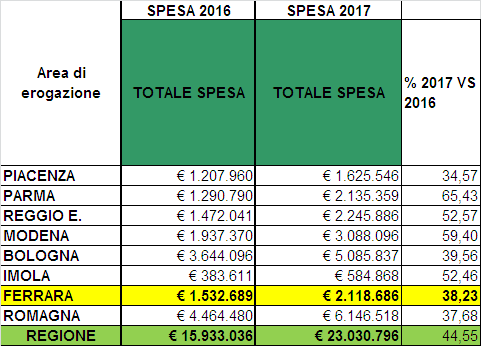 SPESA 2016 SPESA 2017
Area di erogazione TOTALE SPESA TOTALE SPESA % 2017 VS 2016
PIACENZA € 1.207.960 € 1.625.546 34,57
PARMA € 1.290.790 € 2.135.359 65,43
REGGIO E. € 1.472.041 € 2.245.886 52,57
MODENA € 1.937.370 € 3.088.096 59,40
BOLOGNA € 3.644.096 € 5.085.837 39,56
IMOLA € 383.611 € 584.868 52,46
FERRARA € 1.532.689 € 2.118.686 38,23
ROMAGNA € 4.464.480 € 6.146.518 37,68
REGIONE € 15.933.036 € 23.030.796 44,55